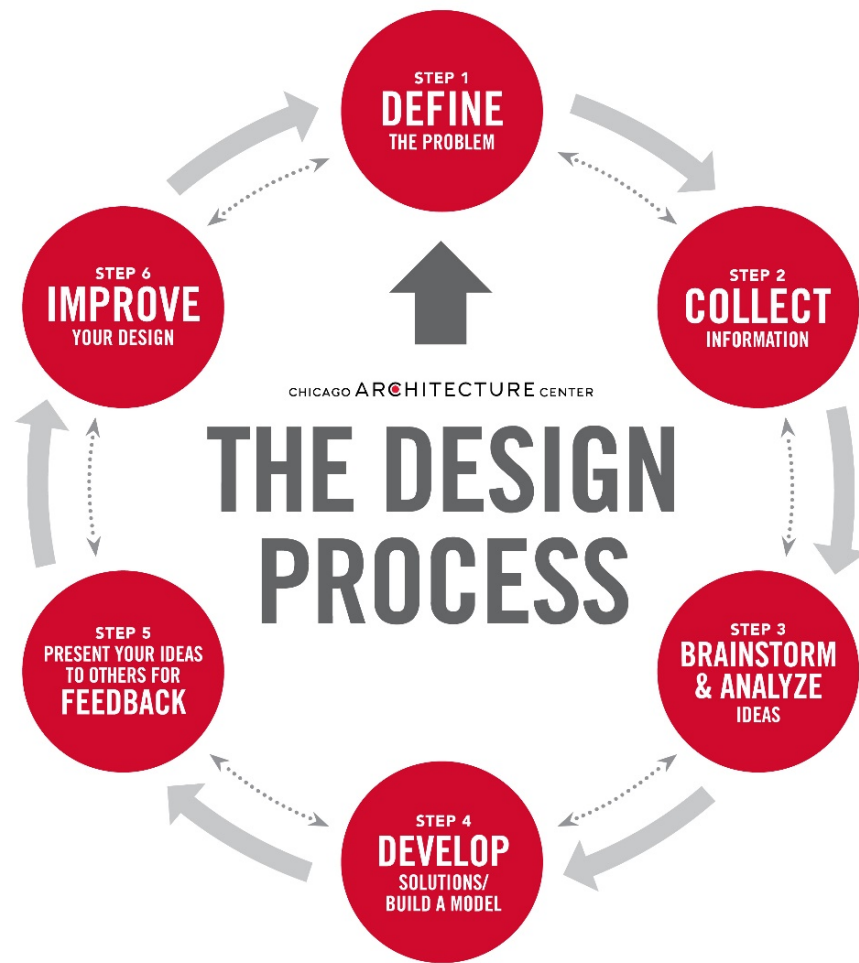 STEP 1
DEFINE
THE PROBLEM
STEP 2
COLLECT
INFORMATION
STEP 3
BRAINSTORM
& ANALYZE
IDEAS
STEP 4
DEVELOP
SOLUTIONS/
BUILD A MODEL
STEP 5
PRESENT YOUR IDEAS
TO OTHERS FOR
FEEDBACK
STEP 6
IMPROVE
YOUR DESIGN
CHICAGO ARCHITECTURE CENTER
THE DESIGN
PROCESS